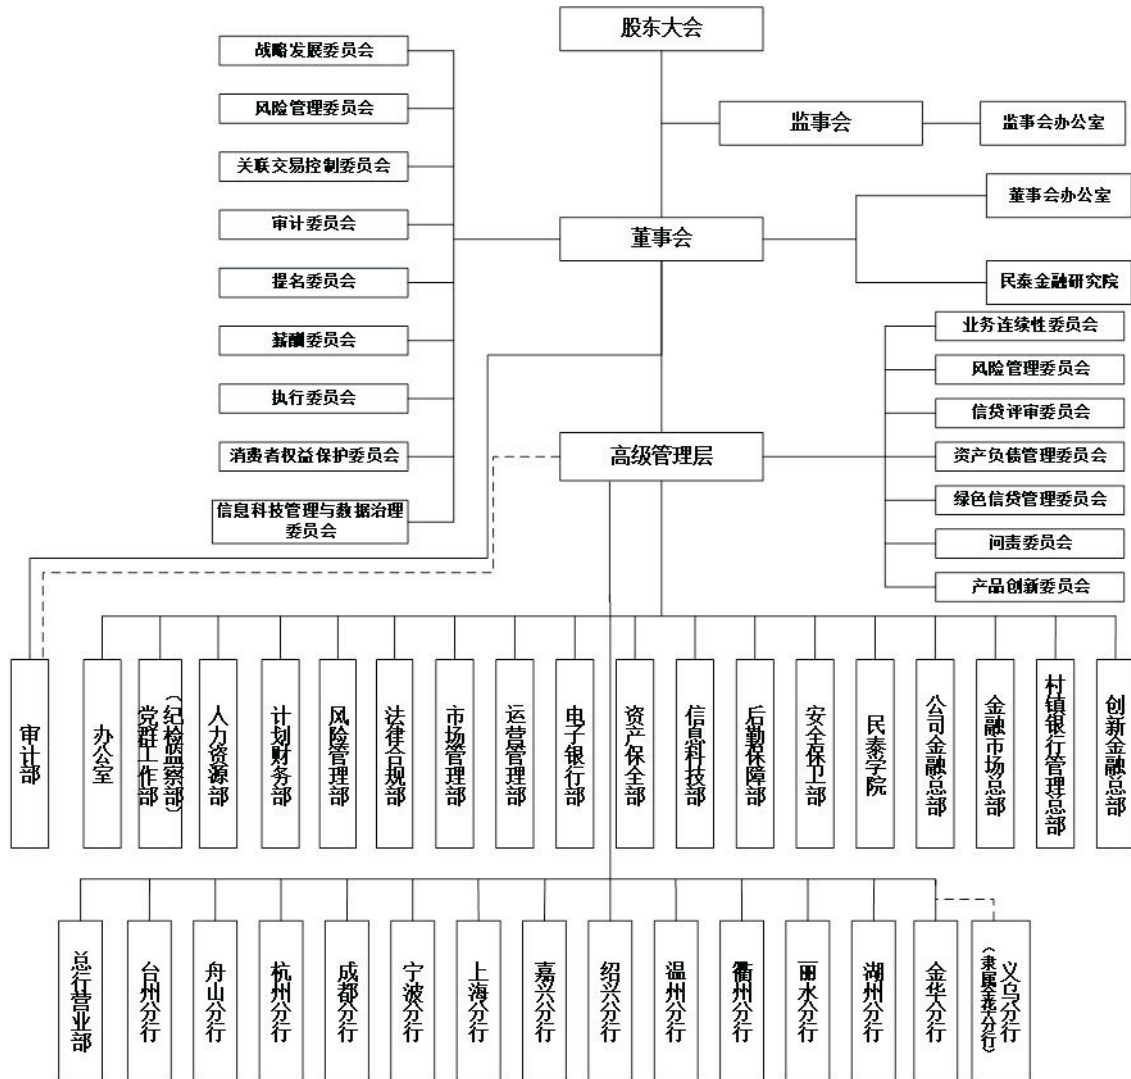 股东大会
战略发展委员会
风险管理委员会
关联交易控制委员会
审计委员会
提名委员会
薪酬委员会
执行委员会
消费者权益保护委员会
信息科技管理与数据治理
委员会
监事会
监事会办公室
董事会
董事会办公室
民泰金融研究院
高级管理层
业务连续性委员会
风险管理委员会
信贷评审委员会
资产负债管理委员会
绿色信贷管理委员会
问责委员会
产品创新委员会
审计部
办公室
党群工作部
（纪检监察部）
人力资源部
计划财务部
风险管理部
法律合规部
市场管理部
运营管理部
电子银行部
资产保全部
信息科技部
后勤保障部
安全保卫部
民泰学院
公司金融总部
金融市场总部
村镇银行管理总部
创新金融总部
总行营业部
台州分行
舟山分行
杭州分行
成都分行
宁波分行
上海分行
嘉兴分行
绍兴分行
温州分行
衢州分行
丽水分行
湖州分行
金华分行
义乌分行
（隶属金华分行）